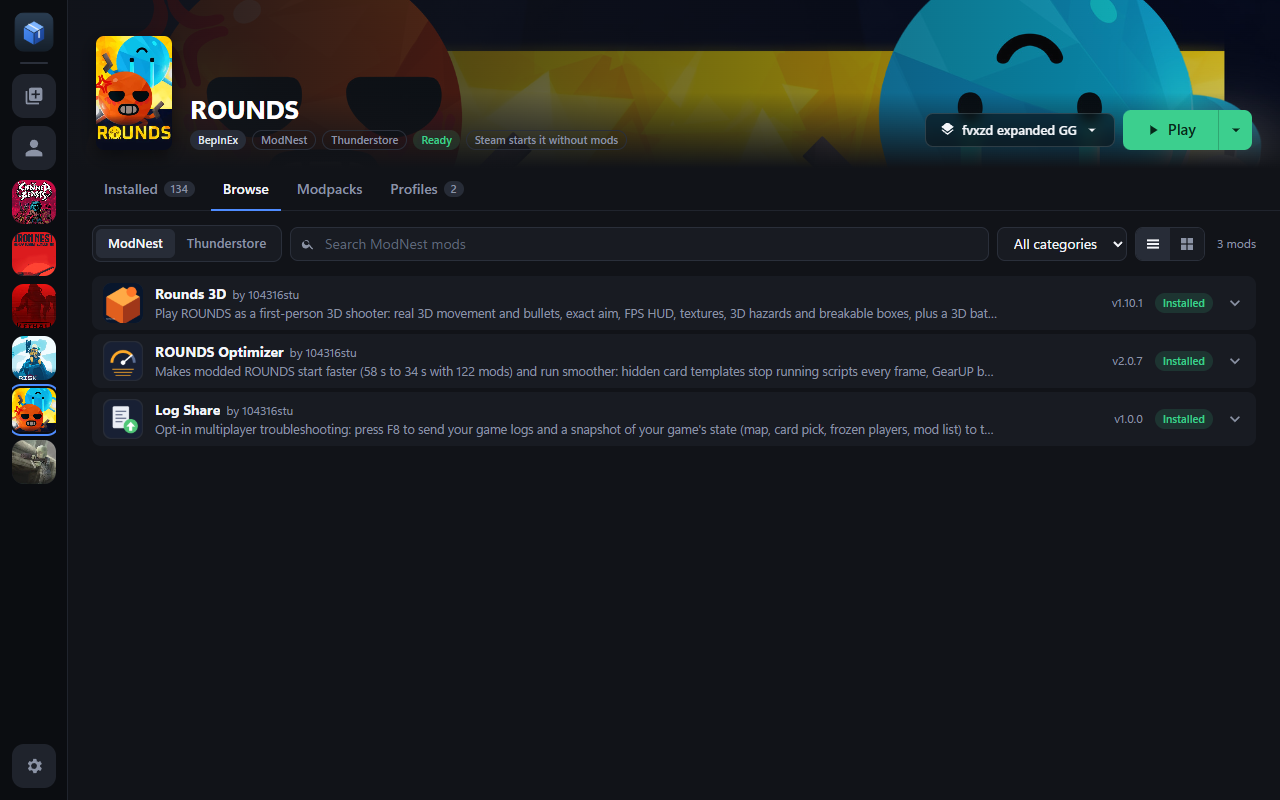 ROUNDS
ROUNDS
BepInEx ModNest Thunderstore Ready Steam starts it without mods
fvxzd expanded GG Play
Installed 134 Browse Modpacks Profiles 2
ModNest Thunderstore Search ModNest mods All categories 3 mods
Rounds 3D by 104316stu
Play ROUNDS as a first-person 3D shooter: real 3D movement and bullets, exact aim, FPS HUD, textures, 3D hazards and breakable boxes, plus a 3D bat...
v1.10.1 Installed
ROUNDS Optimizer by 104316stu
Makes modded ROUNDS start faster (58 s to 34 s with 122 mods) and run smoother: hidden card templates stop running scripts every frame, GearUP b...
v2.0.7 Installed
Log Share by 104316stu
Opt-in multiplayer troubleshooting: press F8 to send your game logs and a snapshot of your game's state (map, card pick, frozen players, mod list) to t...
v1.0.0 Installed